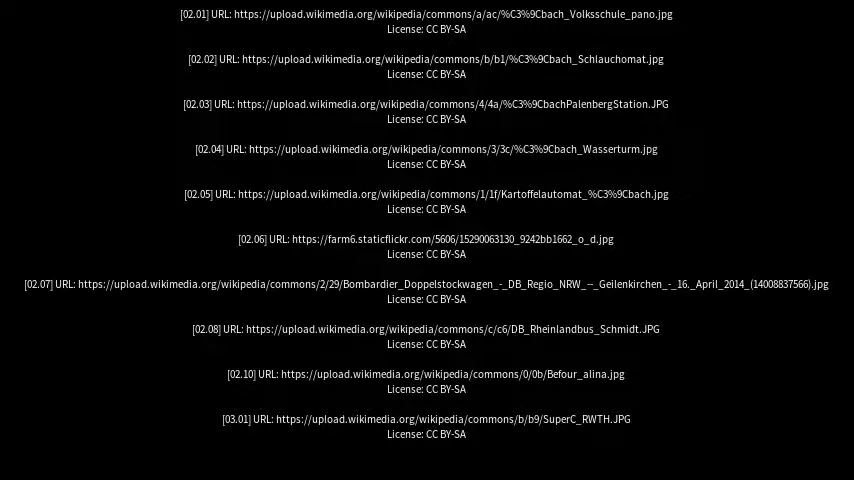 [02.01] URL: https://upload.wikimedia.org/wikipedia/commons/a/ac/%C3%9Cbach_Volksschule_pano.jpg
License: CC BY-SA
[02.02] URL: https://upload.wikimedia.org/wikipedia/commons/b/b1/%C3%9Cbach_Schlauchomat.jpg
License: CC BY-SA
[02.03] URL: https://upload.wikimedia.org/wikipedia/commons/4/4a/%C3%9CbachPalenbergStation.JPG
License: CC BY-SA
[02.04] URL: https://upload.wikimedia.org/wikipedia/commons/3/3c/%C3%9Cbach_Wasserturm.jpg
License: CC BY-SA
[02.05] URL: https://upload.wikimedia.org/wikipedia/commons/1/1f/Kartoffelautomat_%C3%9Cbach.jpg
License: CC BY-SA
[02.06] URL: https://farm6.staticflickr.com/5606/15290063130_9242bb1662_o_d.jpg
License: CC BY-SA
[02.07] URL: https://upload.wikimedia.org/wikipedia/commons/2/29/Bombardier_Doppelstockwagen_-_DB_Regio_NRW_--_Geilenkirchen_-_16._April_2014_(14008837566).jpg
License: CC BY-SA
[02.08] URL: https://upload.wikimedia.org/wikipedia/commons/c/c6/DB_Rheinlandbus_Schmidt.JPG
License: CC BY-SA
[02.10] URL: https://upload.wikimedia.org/wikipedia/commons/0/0b/Befour_alina.jpg
License: CC BY-SA
[03.01] URL: https://upload.wikimedia.org/wikipedia/commons/b/b9/SuperC_RWTH.JPG
License: CC BY-SA